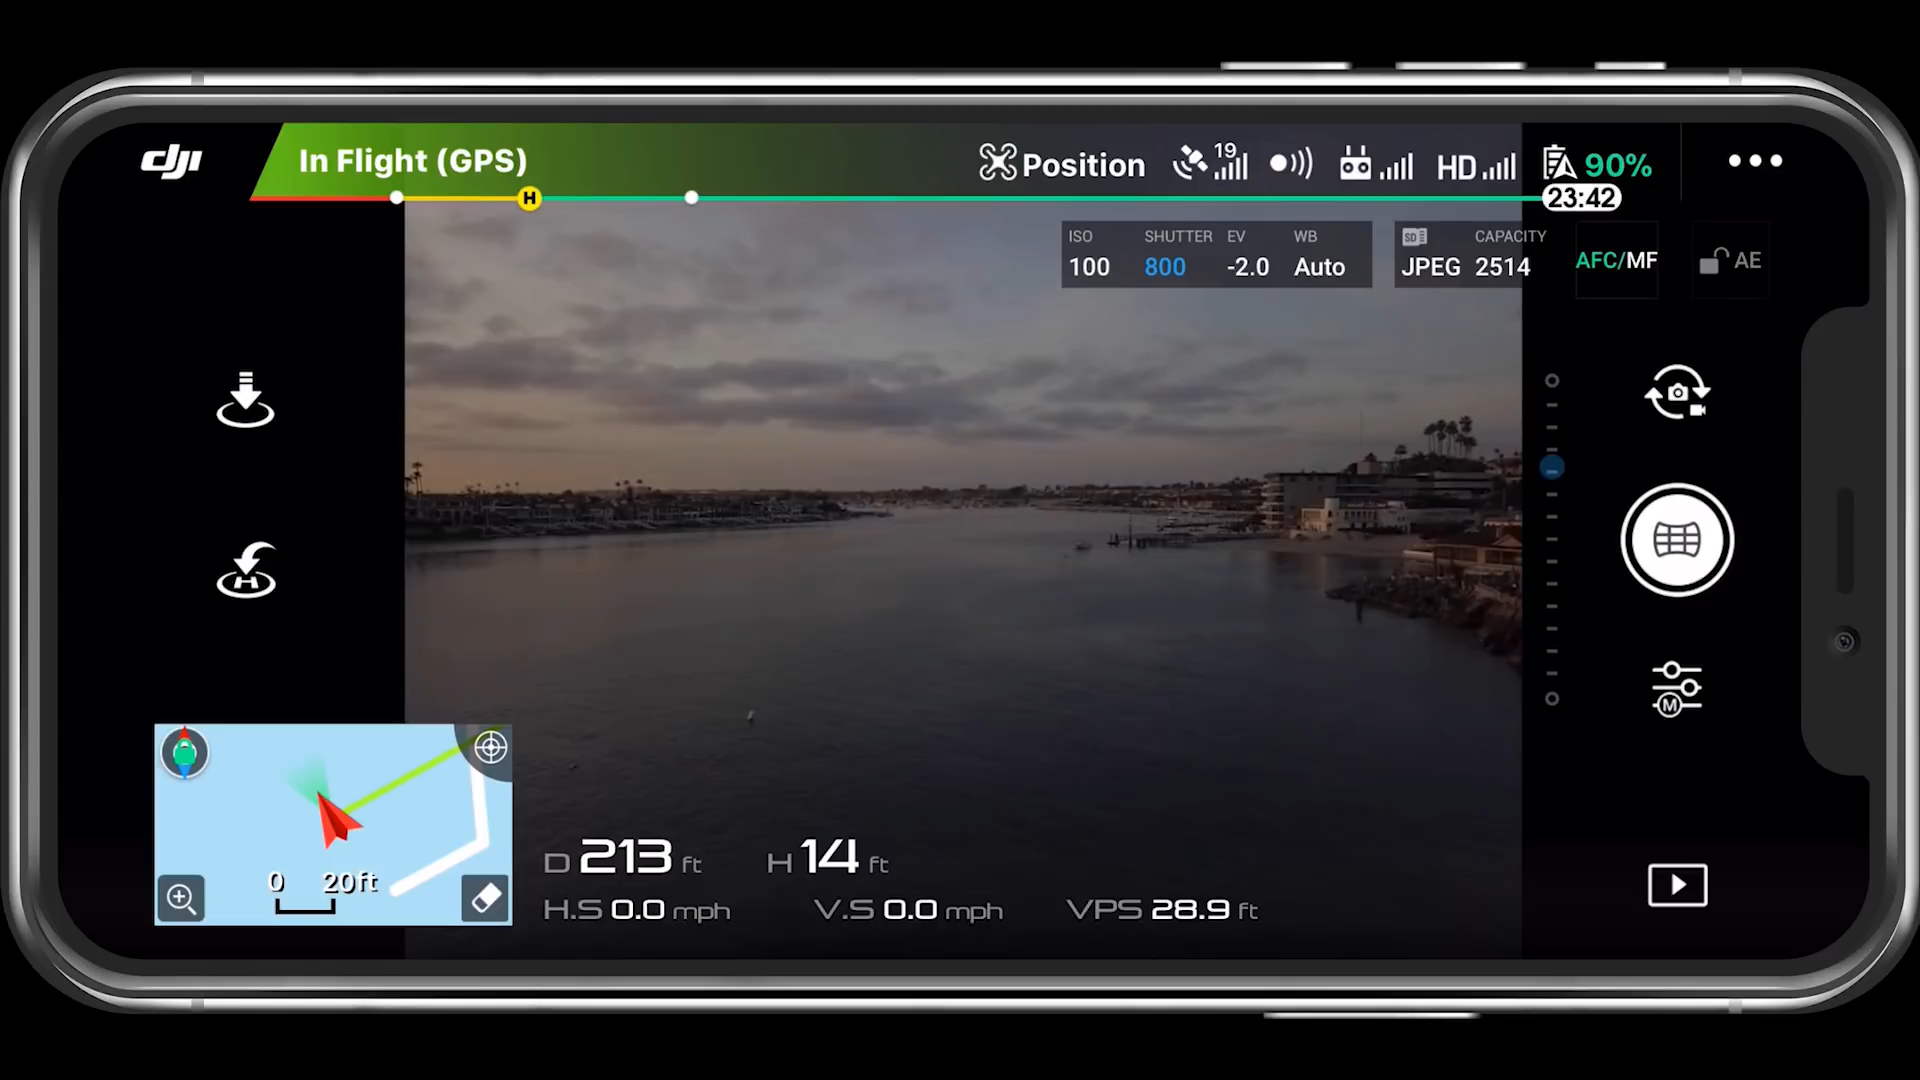 dji
In Flight (GPS)
Position
19
HD
90%
23:42
H
ISO
100
SHUTTER
800
EV
-2.0
WB
Auto
SD
JPEG
CAPACITY
2514
AFC/MF
AE
H
M
0 20ft
D 213 ft H 14 ft
H.S 0.0 mph V.S 0.0 mph VPS 28.9 ft